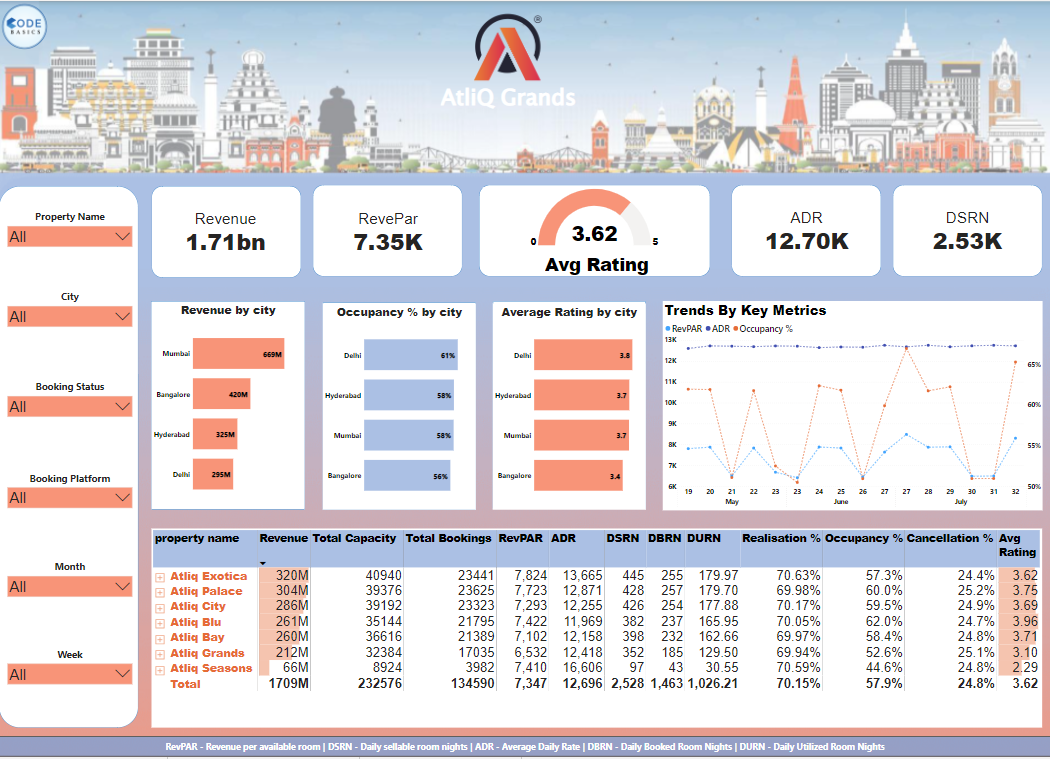 CODE
BASICS
®
AtliQ Grands
Property Name
All
City
All
Booking Status
All
Booking Platform
All
Month
All
Week
All
Revenue
1.71bn
RevePar
7.35K
3.62
0
5
Avg Rating
ADR
12.70K
DSRN
2.53K
Revenue by city
Mumbai 669M
Bangalore 420M
Hyderabad 325M
Delhi 295M
Occupancy % by city
Delhi 61%
Hyderabad 58%
Mumbai 58%
Bangalore 56%
Average Rating by city
Delhi 3.8
Hyderabad 3.7
Mumbai 3.7
Bangalore 3.4
Trends By Key Metrics
RevPAR ADR Occupancy %
13K
12K
11K
10K
9K
8K
7K
6K
65%
60%
55%
50%
19 20 21 22 22 23 23 24 25 26 27 27 28 29 30 31 32
May June July
property name Revenue Total Capacity Total Bookings RevPAR ADR DSRN DBRN DURN Realisation % Occupancy % Cancellation % Avg Rating
Atliq Exotica 320M 40940 23441 7,824 13,665 445 255 179.97 70.63% 57.3% 24.4% 3.62
Atliq Palace 304M 39376 23625 7,723 12,871 428 257 179.70 69.98% 60.0% 25.2% 3.75
Atliq City 286M 39192 23323 7,293 12,255 426 254 177.88 70.17% 59.5% 24.9% 3.69
Atliq Blu 261M 35144 21795 7,422 11,969 382 237 165.95 70.05% 62.0% 24.7% 3.96
Atliq Bay 260M 36616 21389 7,102 12,158 398 232 162.66 69.97% 58.4% 24.8% 3.71
Atliq Grands 212M 32384 17035 6,532 12,418 352 185 129.50 69.94% 52.6% 25.1% 3.10
Atliq Seasons 66M 8924 3982 7,410 16,606 97 43 30.55 70.59% 44.6% 24.8% 2.29
Total 1709M 232576 134590 7,347 12,696 2,528 1,463 1,026.21 70.15% 57.9% 24.8% 3.62
RevPAR - Revenue per available room | DSRN - Daily sellable room nights | ADR - Average Daily Rate | DBRN - Daily Booked Room Nights | DURN - Daily Utilized Room Nights